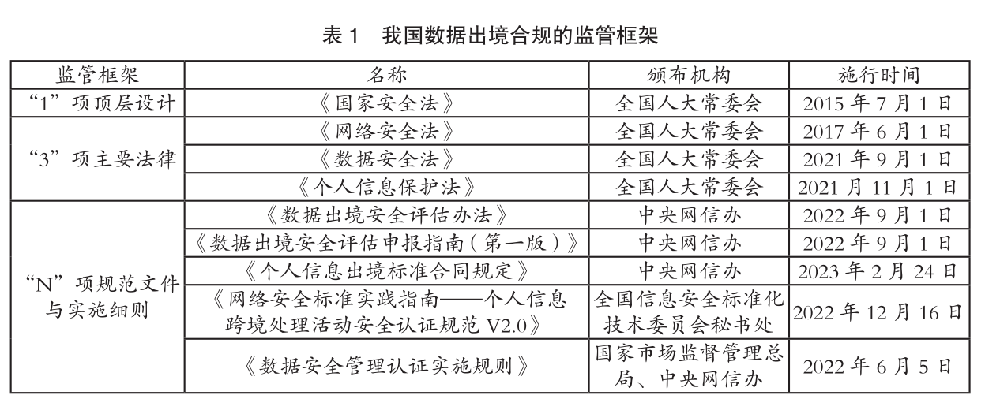 表 1 我国数据出境合规的监管框架
监管框架 名称 颁布机构 施行时间
“1”项顶层设计 《国家安全法》 全国人大常委会 2015 年 7 月 1 日
“3”项主要法律 《网络安全法》 全国人大常委会 2017 年 6 月 1 日
《数据安全法》 全国人大常委会 2021 年 9 月 1 日
《个人信息保护法》 全国人大常委会 2021 月 11 月 1 日
“N”项规范文件
与实施细则
《数据出境安全评估办法》 中央网信办 2022 年 9 月 1 日
《数据出境安全评估申报指南（第一版）》 中央网信办 2022 年 9 月 1 日
《个人信息出境标准合同规定》 中央网信办 2023 年 2 月 24 日
《网络安全标准实践指南——个人信息
跨境处理活动安全认证规范 V2.0》
全国信息安全标准化
技术委员会秘书处
2022 年 12 月 16 日
《数据安全管理认证实施规则》
国家市场监督管理总
局、中央网信办
2022 年 6 月 5 日